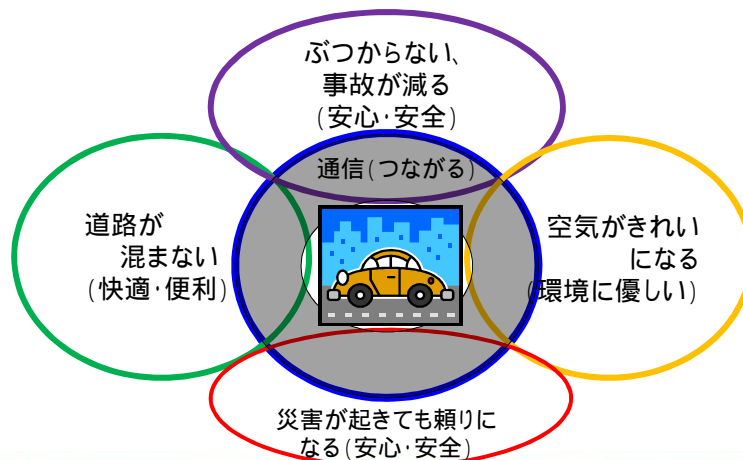 ぶつからない、
事故が減る
(安心･安全)
通信(つながる)
道路が
混まない
(快適･便利)
空気がきれい
になる
(環境に優しい)
災害が起きても頼りに
なる(安心･安全)